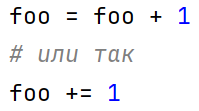 foo = foo + 1
# или так
foo += 1